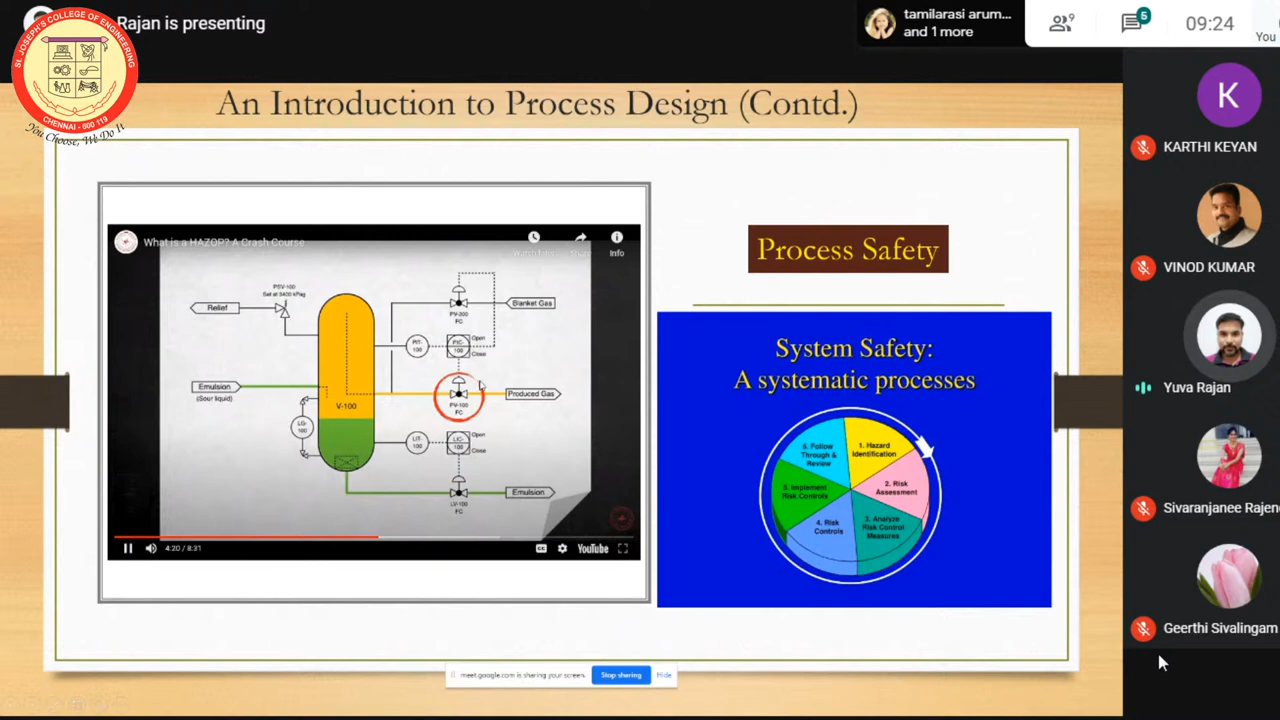 Rajan is presenting
tamilarasi arum...
and 1 more
9
6
09:24
You
ST. JOSEPH'S COLLEGE OF ENGINEERING
CHENNAI - 600 119
You Choose, We Do It
An Introduction to Process Design (Contd.)
What is a HAZOP? A Crash Course
Watch later
Share
Info
PSV-100
Set at 3400 kPag
Relief
Blanket Gas
PV-200
FC
PIT-
100
PIC-
100
Open
Close
Emulsion
(Sour liquid)
V-100
Produced Gas
PV-100
FC
LG-
100
LIT-
100
LIC-
100
Open
Close
Emulsion
LV-100
FC
4:20 / 8:31
CC
YouTube
Process Safety
System Safety:
A systematic processes
1. Hazard
Identification
2. Risk
Assessment
3. Analyze
Risk Control
Measures
4. Risk
Controls
5. Implement
Risk Controls
6. Follow
Through &
Review
K
KARTHI KEYAN
VINOD KUMAR
Yuva Rajan
Sivaranjanee Rajen
Geerthi Sivalingam
meet.google.com is sharing your screen.
Stop sharing
Hide